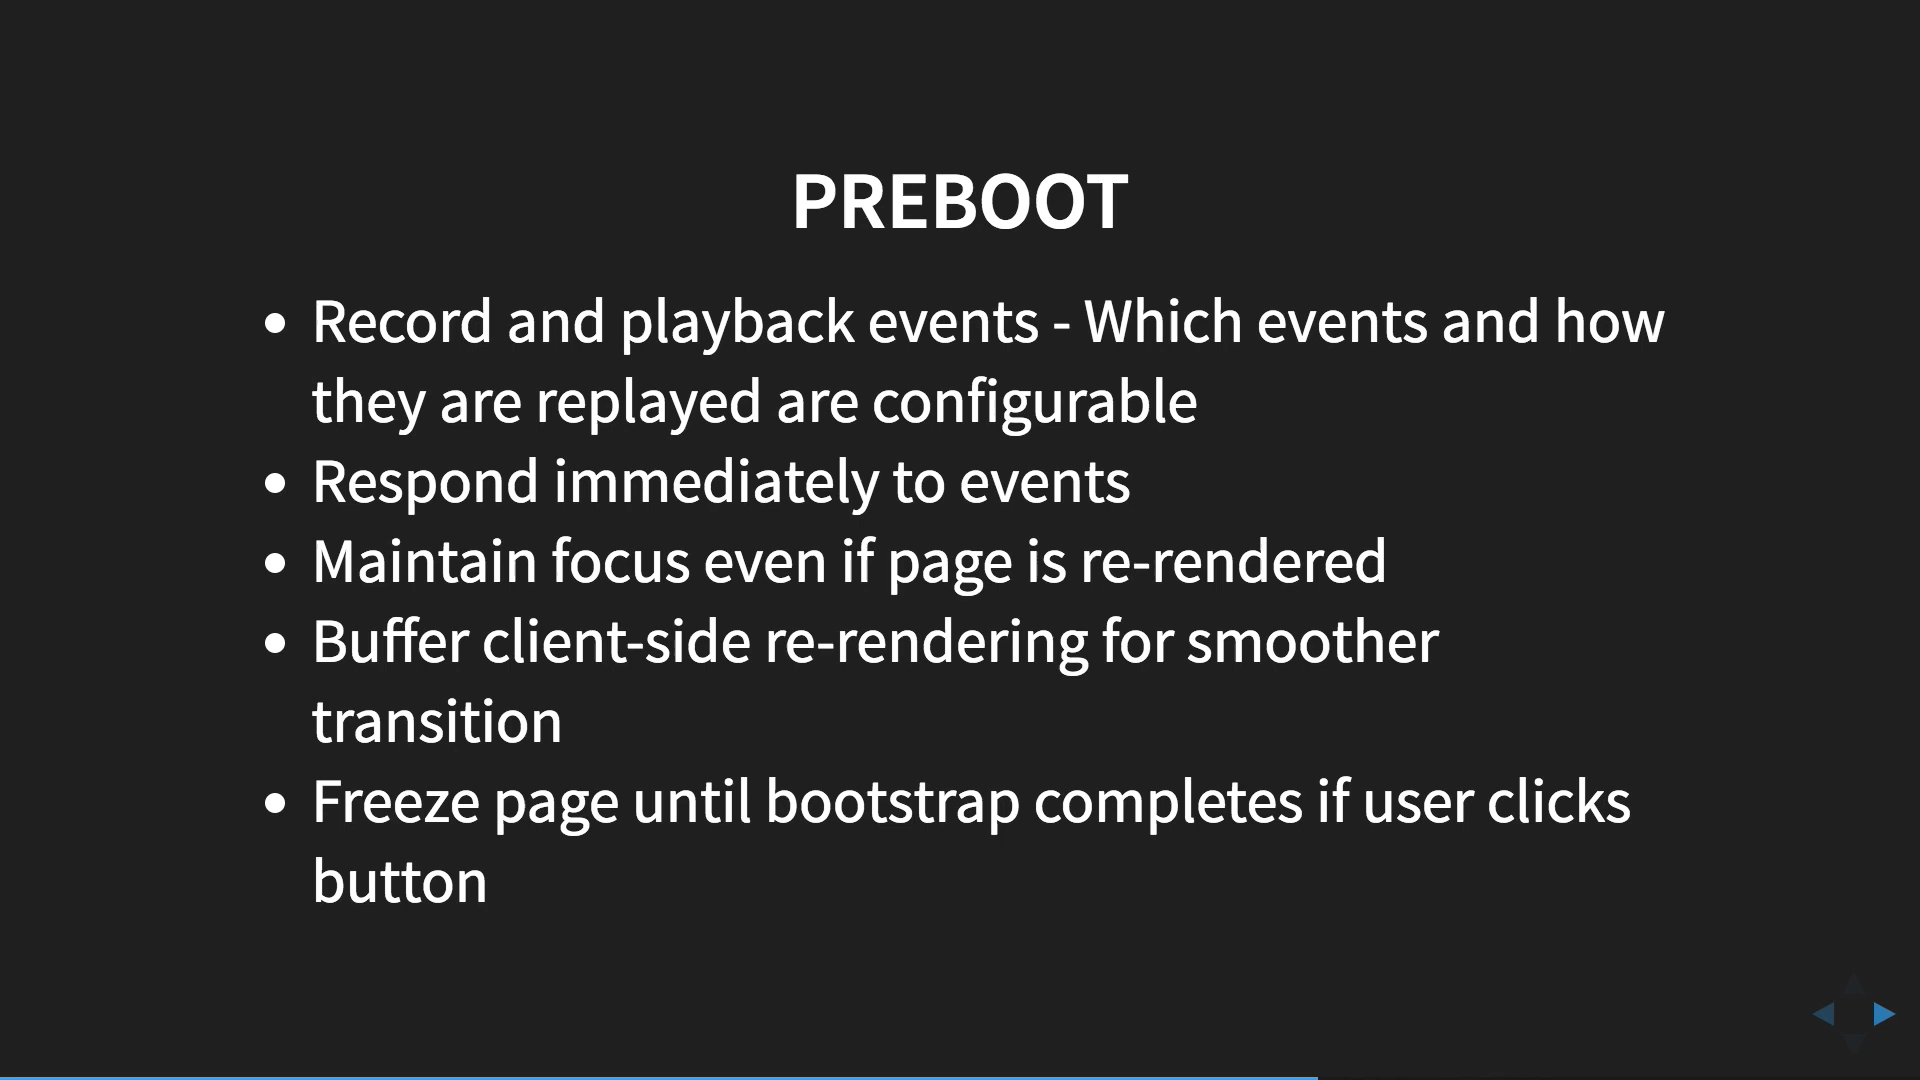 PREBOOT
Record and playback events - Which events and how
they are replayed are configurable
Respond immediately to events
Maintain focus even if page is re-rendered
Buffer client-side re-rendering for smoother
transition
Freeze page until bootstrap completes if user clicks
button